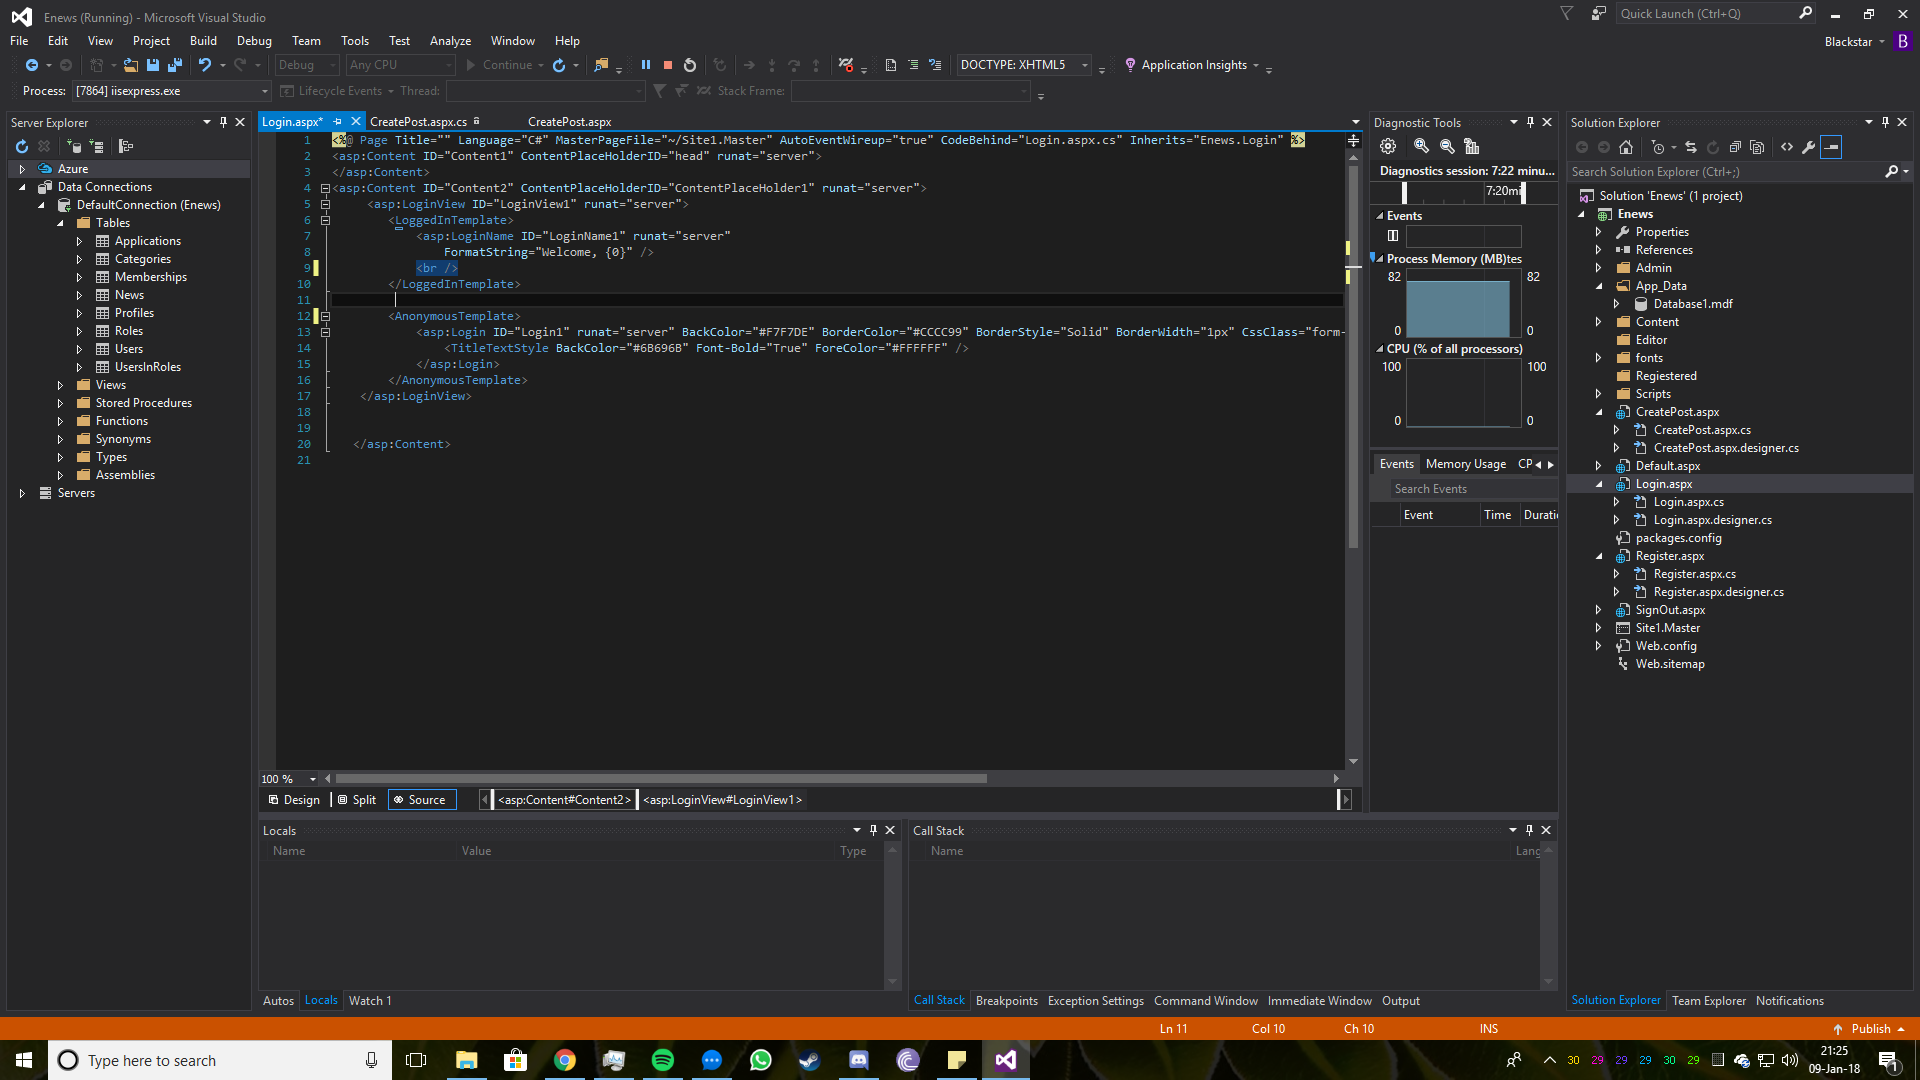 Enews (Running) - Microsoft Visual Studio
Quick Launch (Ctrl+Q)
File Edit View Project Build Debug Team Tools Test Analyze Window Help
Blackstar B
Debug Any CPU Continue DOCTYPE: XHTML5 Application Insights
Process: [7864] iisexpress.exe Lifecycle Events Thread: Stack Frame:
Server Explorer
Azure
Data Connections
DefaultConnection (Enews)
Tables
Applications
Categories
Memberships
News
Profiles
Roles
Users
UsersInRoles
Views
Stored Procedures
Functions
Synonyms
Types
Assemblies
Servers
Login.aspx* CreatePost.aspx.cs CreatePost.aspx
1 <%@ Page Title="" Language="C#" MasterPageFile="~/Site1.Master" AutoEventWireup="true" CodeBehind="Login.aspx.cs" Inherits="Enews.Login" %>
2 <asp:Content ID="Content1" ContentPlaceHolderID="head" runat="server">
3 </asp:Content>
4 <asp:Content ID="Content2" ContentPlaceHolderID="ContentPlaceHolder1" runat="server">
5 <asp:LoginView ID="LoginView1" runat="server">
6 <LoggedInTemplate>
7 <asp:LoginName ID="LoginName1" runat="server"
8 FormatString="Welcome, {0}" />
9 <br />
10 </LoggedInTemplate>
11
12 <AnonymousTemplate>
13 <asp:Login ID="Login1" runat="server" BackColor="#F7F7DE" BorderColor="#CCCC99" BorderStyle="Solid" BorderWidth="1px" CssClass="form-
14 <TitleTextStyle BackColor="#6B696B" Font-Bold="True" ForeColor="#FFFFFF" />
15 </asp:Login>
16 </AnonymousTemplate>
17 </asp:LoginView>
18
19
20 </asp:Content>
21
100 %
Design Split Source <asp:Content#Content2> <asp:LoginView#LoginView1>
Diagnostic Tools
Diagnostics session: 7:22 minu...
7:20mi
Events
Process Memory (MB)tes
82 82
0 0
CPU (% of all processors)
100 100
0 0
Events Memory Usage CP
Search Events
Event Time Durati
Solution Explorer
Search Solution Explorer (Ctrl+;)
Solution 'Enews' (1 project)
Enews
Properties
References
Admin
App_Data
Database1.mdf
Content
Editor
fonts
Regiestered
Scripts
CreatePost.aspx
CreatePost.aspx.cs
CreatePost.aspx.designer.cs
Default.aspx
Login.aspx
Login.aspx.cs
Login.aspx.designer.cs
packages.config
Register.aspx
Register.aspx.cs
Register.aspx.designer.cs
SignOut.aspx
Site1.Master
Web.config
Web.sitemap
Locals
Name Value Type
Autos Locals Watch 1
Call Stack
Name Lang
Call Stack Breakpoints Exception Settings Command Window Immediate Window Output
Solution Explorer Team Explorer Notifications
Ln 11 Col 10 Ch 10 INS Publish
Type here to search
30 29 29 29 30 29
21:25
09-Jan-18
1